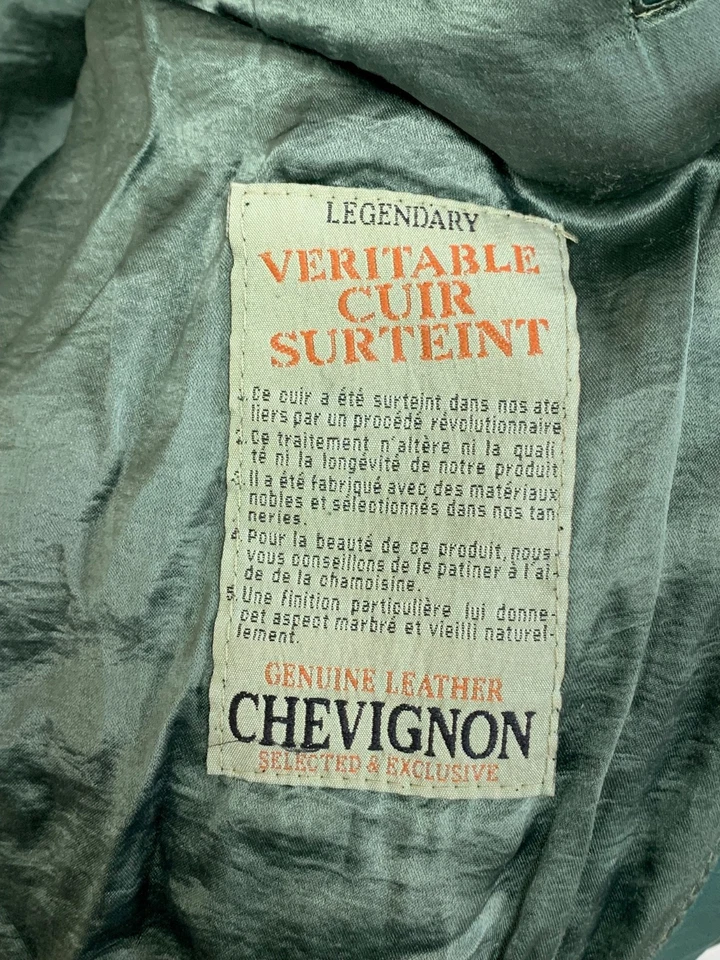 LEGENDARY
VERITABLE
CUIR
SURTEINT
1. Ce cuir a été surteint dans nos ate-
liers par un procédé révolutionnaire
2. Ce traitement n'altère ni la quali
té ni la longévité de notre produit
3. Il a été fabriqué avec des matériaux
nobles et sélectionnés dans nos tan
neries.
4. Pour la beauté de ce produit, nous
vous conseillons de le patiner à l'ai-
de de la chamoisine.
5. Une finition particulière lui donne
cet aspect marbré et vieilli naturel-
lement.
GENUINE LEATHER
CHEVIGNON
SELECTED & EXCLUSIVE